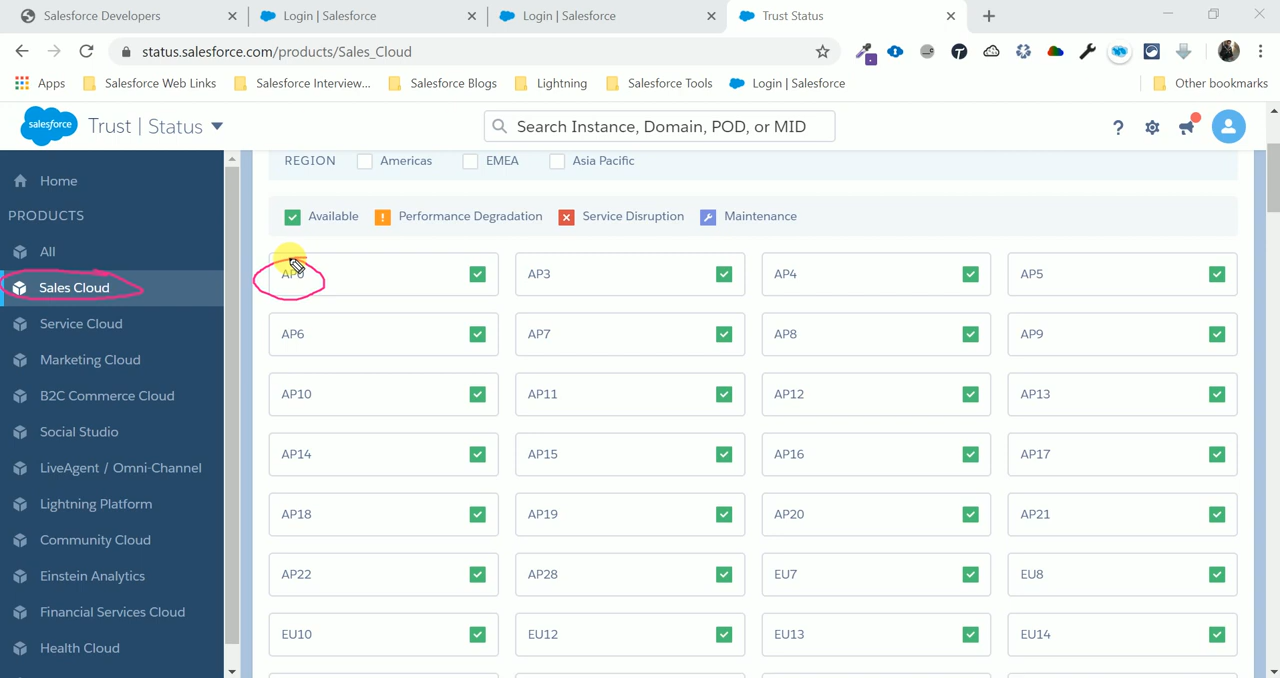 Salesforce Developers
Login | Salesforce
Login | Salesforce
Trust Status
status.salesforce.com/products/Sales_Cloud
Apps
Salesforce Web Links
Salesforce Interview...
Salesforce Blogs
Lightning
Salesforce Tools
Login | Salesforce
Other bookmarks
salesforce
Trust | Status
Search Instance, Domain, POD, or MID
Home
PRODUCTS
All
Sales Cloud
Service Cloud
Marketing Cloud
B2C Commerce Cloud
Social Studio
LiveAgent / Omni-Channel
Lightning Platform
Community Cloud
Einstein Analytics
Financial Services Cloud
Health Cloud
REGION Americas EMEA Asia Pacific
Available Performance Degradation Service Disruption Maintenance
AP3 AP4 AP5
AP6 AP7 AP8 AP9
AP10 AP11 AP12 AP13
AP14 AP15 AP16 AP17
AP18 AP19 AP20 AP21
AP22 AP28 EU7 EU8
EU10 EU12 EU13 EU14